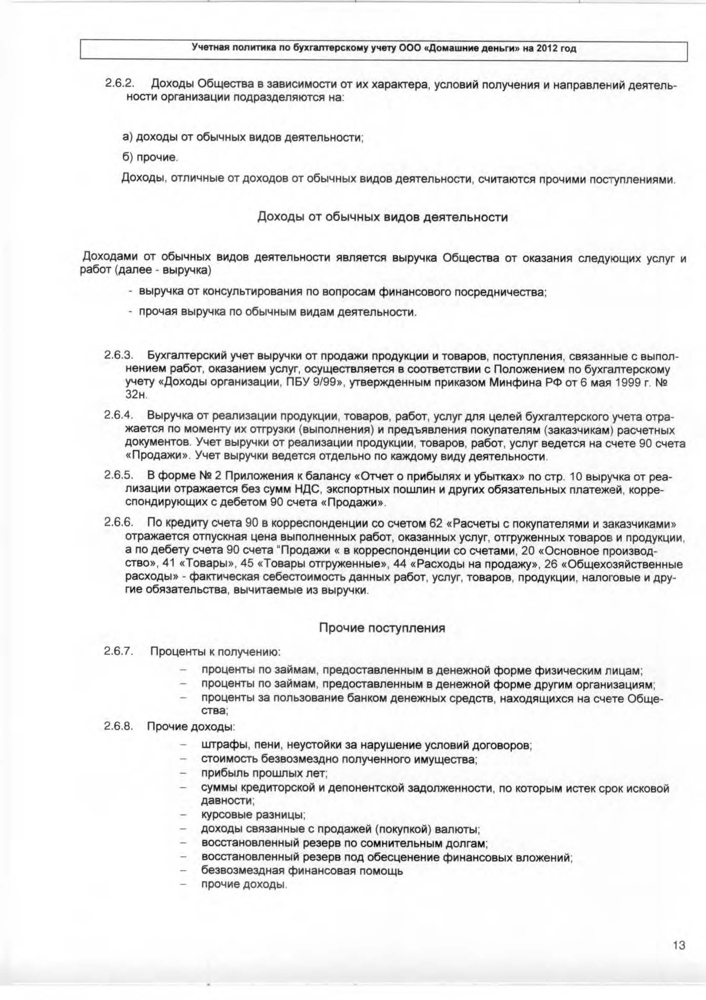 Учетная политика по бухгалтерскому учету ООО «Домашние деньги» на 2012 год
2.6.2. Доходы Общества в зависимости от их характера, условий получения и направлений деятель-
ности организации подразделяются на:
а) доходы от обычных видов деятельности;
б) прочие.
Доходы, отличные от доходов от обычных видов деятельности, считаются прочими поступлениями.
Доходы от обычных видов деятельности
Доходами от обычных видов деятельности является выручка Общества от оказания следующих услуг и
работ (далее - выручка)
- выручка от консультирования по вопросам финансового посредничества;
- прочая выручка по обычным видам деятельности.
2.6.3. Бухгалтерский учет выручки от продажи продукции и товаров, поступления, связанные с выпол-
нением работ, оказанием услуг, осуществляется в соответствии с Положением по бухгалтерскому
учету «Доходы организации, ПБУ 9/99», утвержденным приказом Минфина РФ от 6 мая 1999 г. №
32н.
2.6.4. Выручка от реализации продукции, товаров, работ, услуг для целей бухгалтерского учета отра-
жается по моменту их отгрузки (выполнения) и предъявления покупателям (заказчикам) расчетных
документов. Учет выручки от реализации продукции, товаров, работ, услуг ведется на счете 90 счета
«Продажи». Учет выручки ведется отдельно по каждому виду деятельности.
2.6.5. В форме № 2 Приложения к балансу «Отчет о прибылях и убытках» по стр. 10 выручка от реа-
лизации отражается без сумм НДС, экспортных пошлин и других обязательных платежей, корре-
спондирующих с дебетом 90 счета «Продажи».
2.6.6. По кредиту счета 90 в корреспонденции со счетом 62 «Расчеты с покупателями и заказчиками»
отражается отпускная цена выполненных работ, оказанных услуг, отгруженных товаров и продукции,
а по дебету счета 90 счета "Продажи « в корреспонденции со счетами, 20 «Основное производ-
ство», 41 «Товары», 45 «Товары отгруженные», 44 «Расходы на продажу», 26 «Общехозяйственные
расходы» - фактическая себестоимость данных работ, услуг, товаров, продукции, налоговые и дру-
гие обязательства, вычитаемые из выручки.
Прочие поступления
2.6.7. Проценты к получению:
– проценты по займам, предоставленным в денежной форме физическим лицам;
– проценты по займам, предоставленным в денежной форме другим организациям;
– проценты за пользование банком денежных средств, находящихся на счете Обще-
ства;
2.6.8. Прочие доходы:
– штрафы, пени, неустойки за нарушение условий договоров;
– стоимость безвозмездно полученного имущества;
– прибыль прошлых лет;
– суммы кредиторской и депонентской задолженности, по которым истек срок исковой
давности;
– курсовые разницы;
– доходы связанные с продажей (покупкой) валюты;
– восстановленный резерв по сомнительным долгам;
– восстановленный резерв под обесценение финансовых вложений;
– безвозмездная финансовая помощь
– прочие доходы.
13